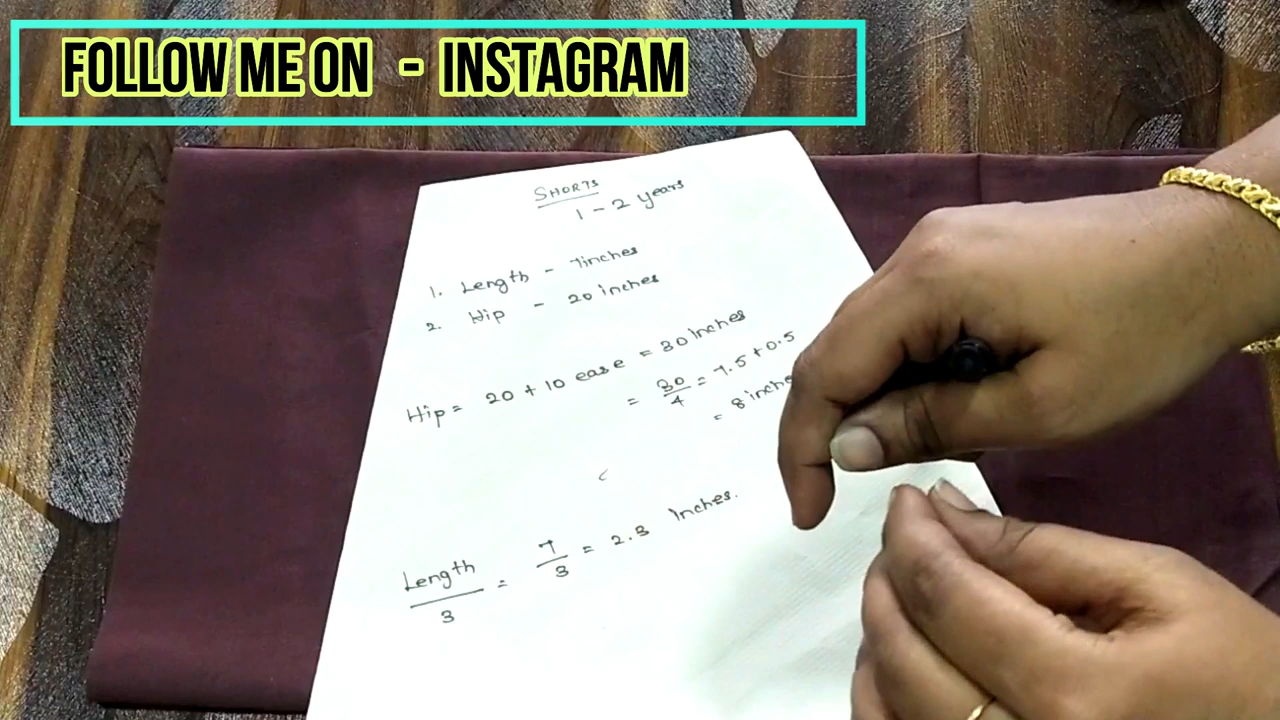 FOLLOW ME ON - INSTAGRAM
SHORTS
1 - 2 years
1. Length - 7inches
2. Hip - 20 inches
Hip = 20 + 10 ease = 30 inches
= 30/4 = 7.5 + 0.5
= 8 inches
Length/3 = 7/3 = 2.3 Inches.